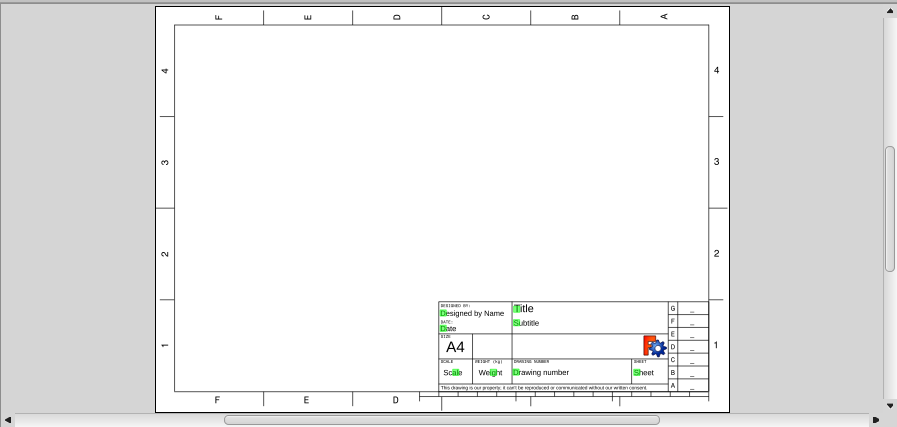 F E D C B A
4 4
3 3
2 2
1 1
DESIGNED BY:
Designed by Name
DATE:
Date
Title
Subtitle
SIZE
A4
SCALE
Scale
WEIGHT (kg)
Weight
DRAWING NUMBER
Drawing number
SHEET
Sheet
This drawing is our property; it can't be reproduced or communicated without our written consent.
G _
F _
E _
D _
C _
B _
A _
F E D